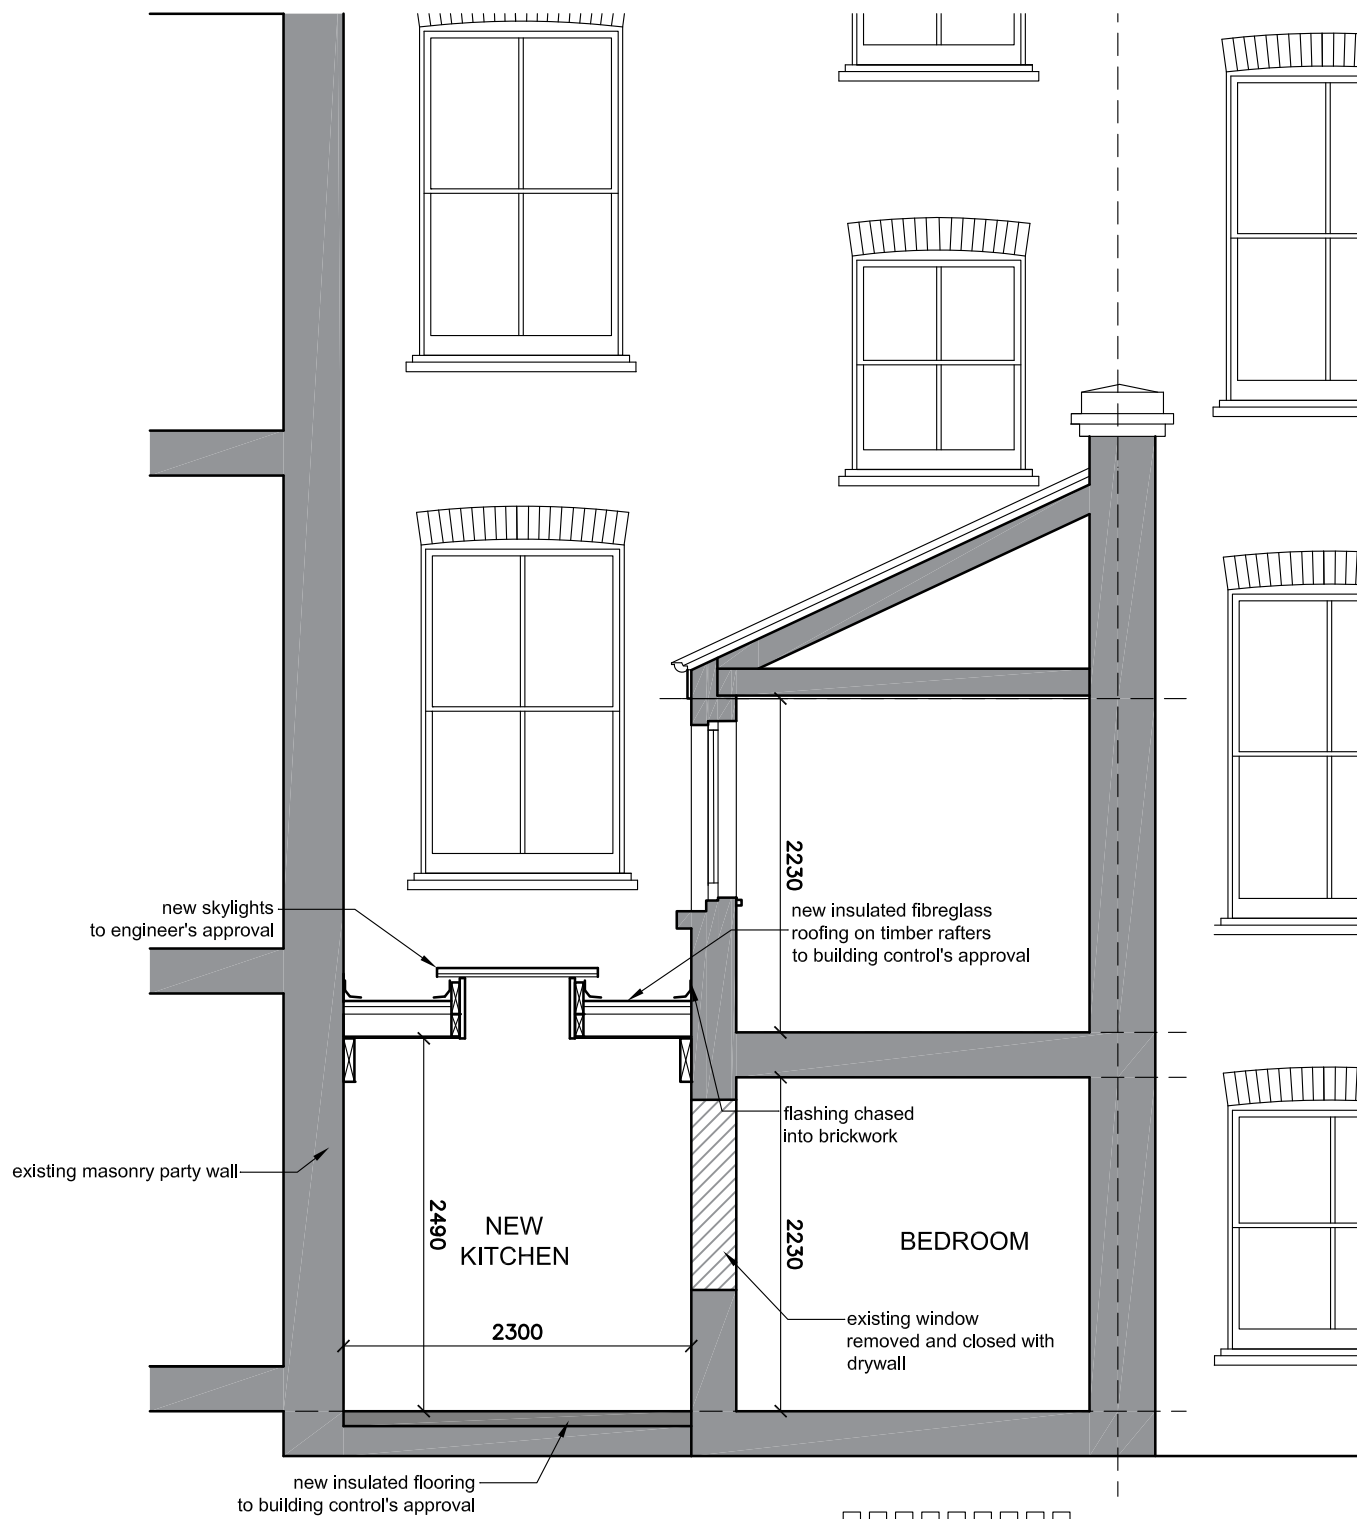 2230
new skylights
to engineer's approval
new insulated fibreglass
roofing on timber rafters
to building control's approval
flashing chased
into brickwork
existing masonry party wall
2490
NEW
KITCHEN
2230
BEDROOM
2300
existing window
removed and closed with
drywall
new insulated flooring
to building control's approval